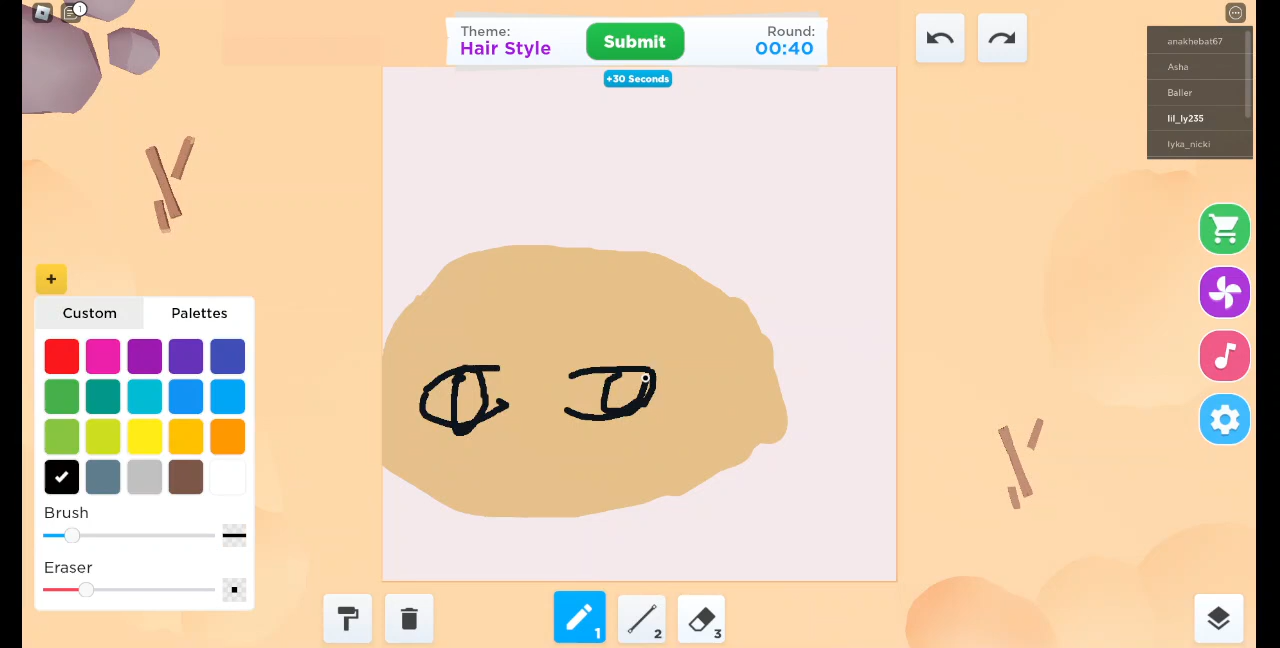 1
Theme:
Hair Style
Submit
Round:
00:40
+30 Seconds
anakhebat67
Asha
Baller
lil_ly235
lyka_nicki
+
Custom
Palettes
Brush
Eraser
1
2
3